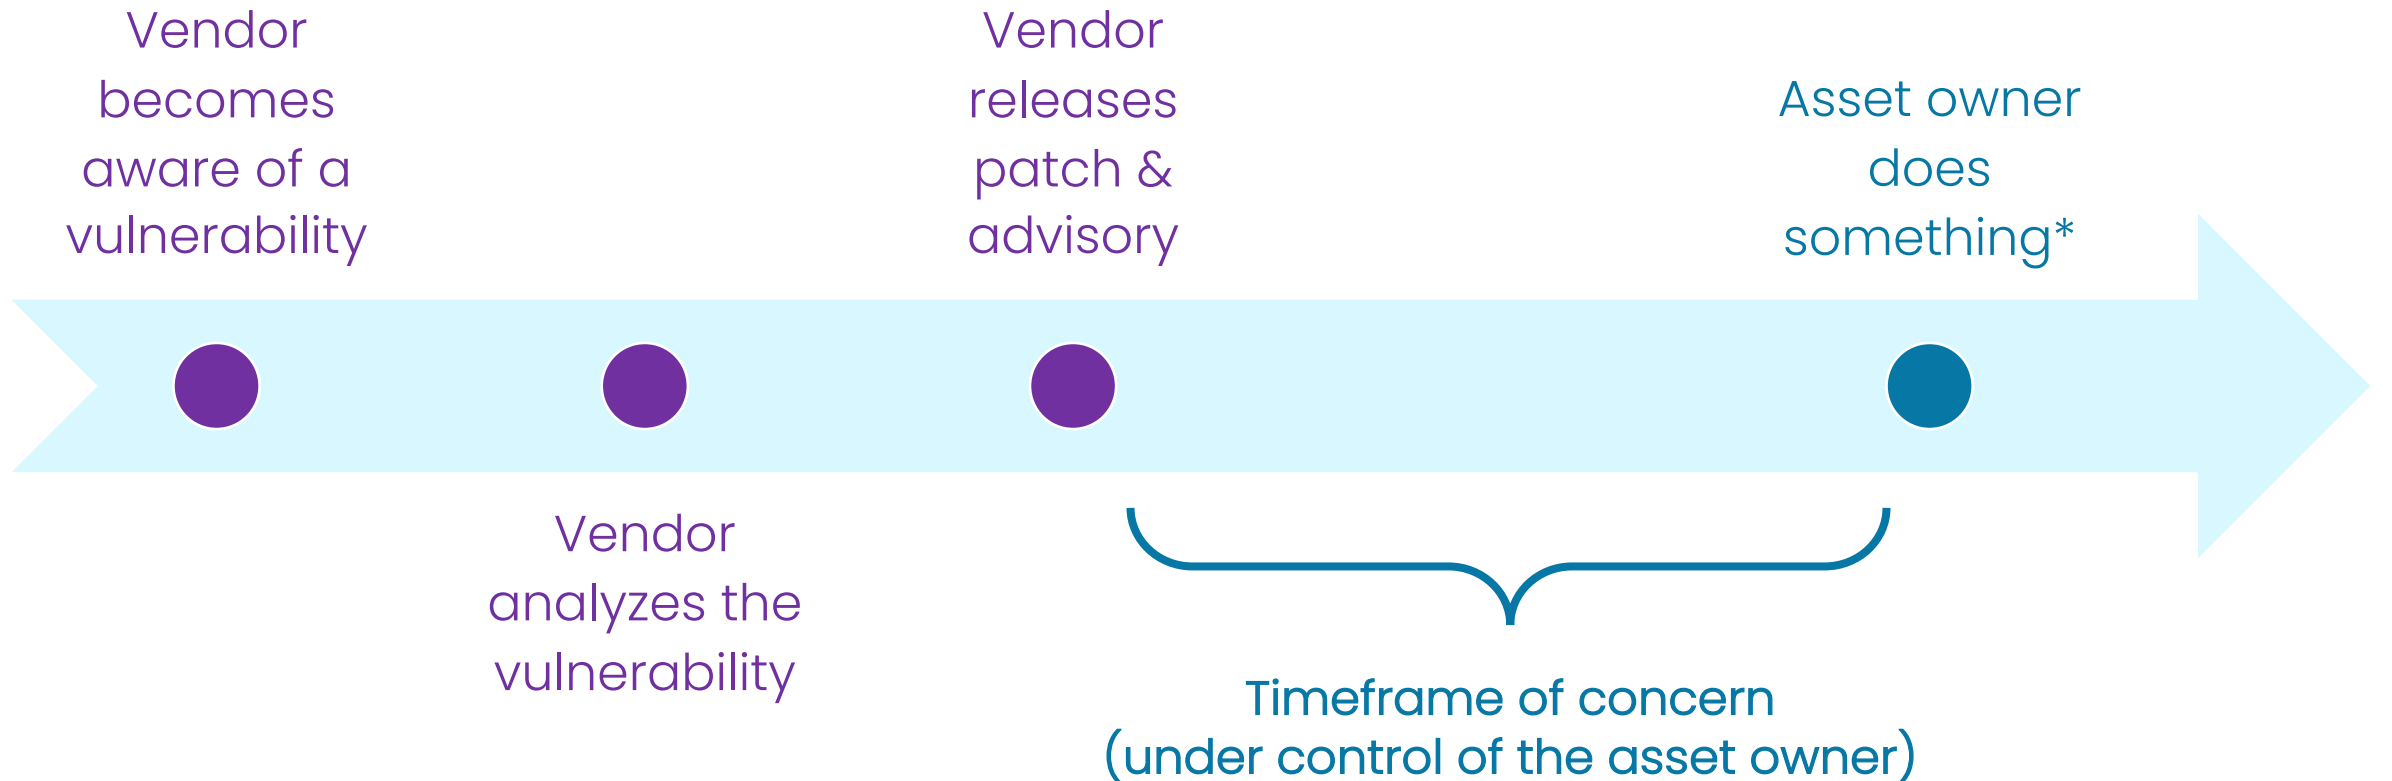 Vendor
becomes
aware of a
vulnerability
Vendor
analyzes the
vulnerability
Vendor
releases
patch &
advisory
Asset owner
does
something*
Timeframe of concern
(under control of the asset owner)